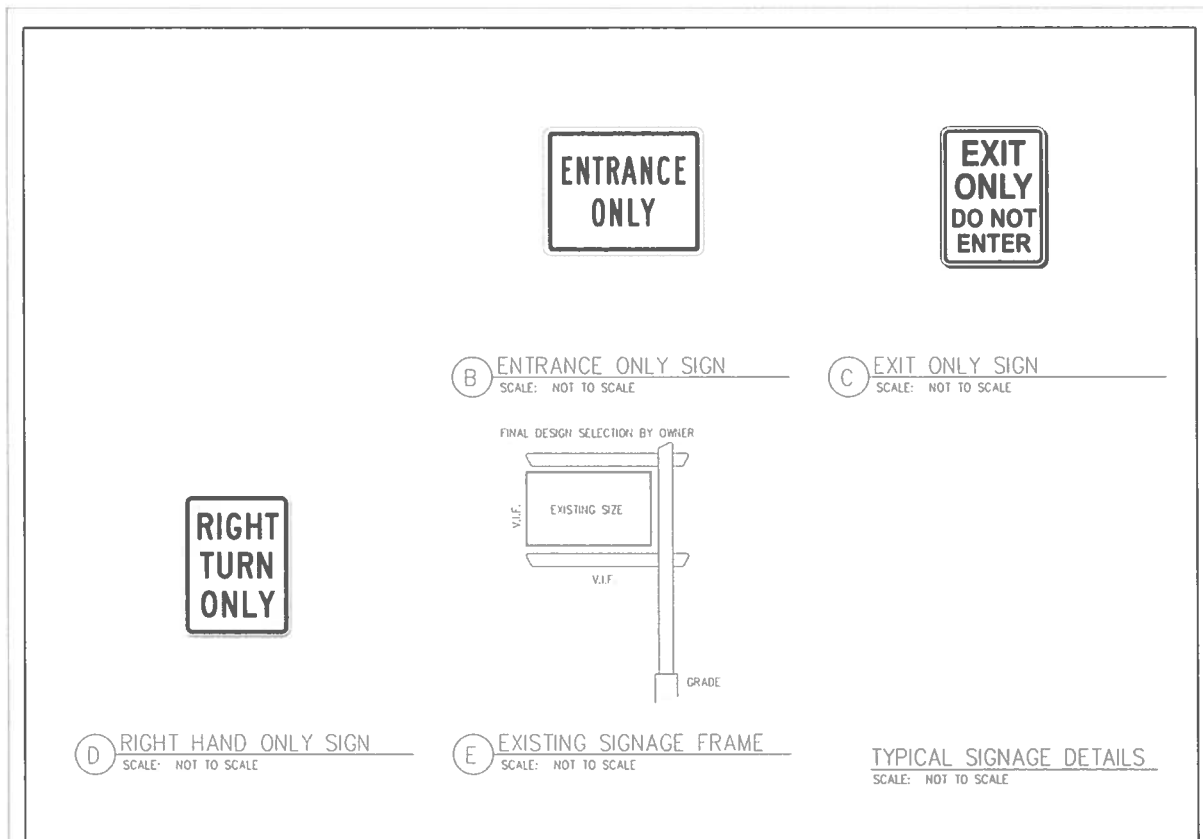 ENTRANCE
ONLY
EXIT
ONLY
DO NOT
ENTER
B ENTRANCE ONLY SIGN
SCALE: NOT TO SCALE
C EXIT ONLY SIGN
SCALE: NOT TO SCALE
FINAL DESIGN SELECTION BY OWNER
V.I.F.
EXISTING SIZE
V.I.F.
GRADE
RIGHT
TURN
ONLY
D RIGHT HAND ONLY SIGN
SCALE: NOT TO SCALE
E EXISTING SIGNAGE FRAME
SCALE: NOT TO SCALE
TYPICAL SIGNAGE DETAILS
SCALE: NOT TO SCALE